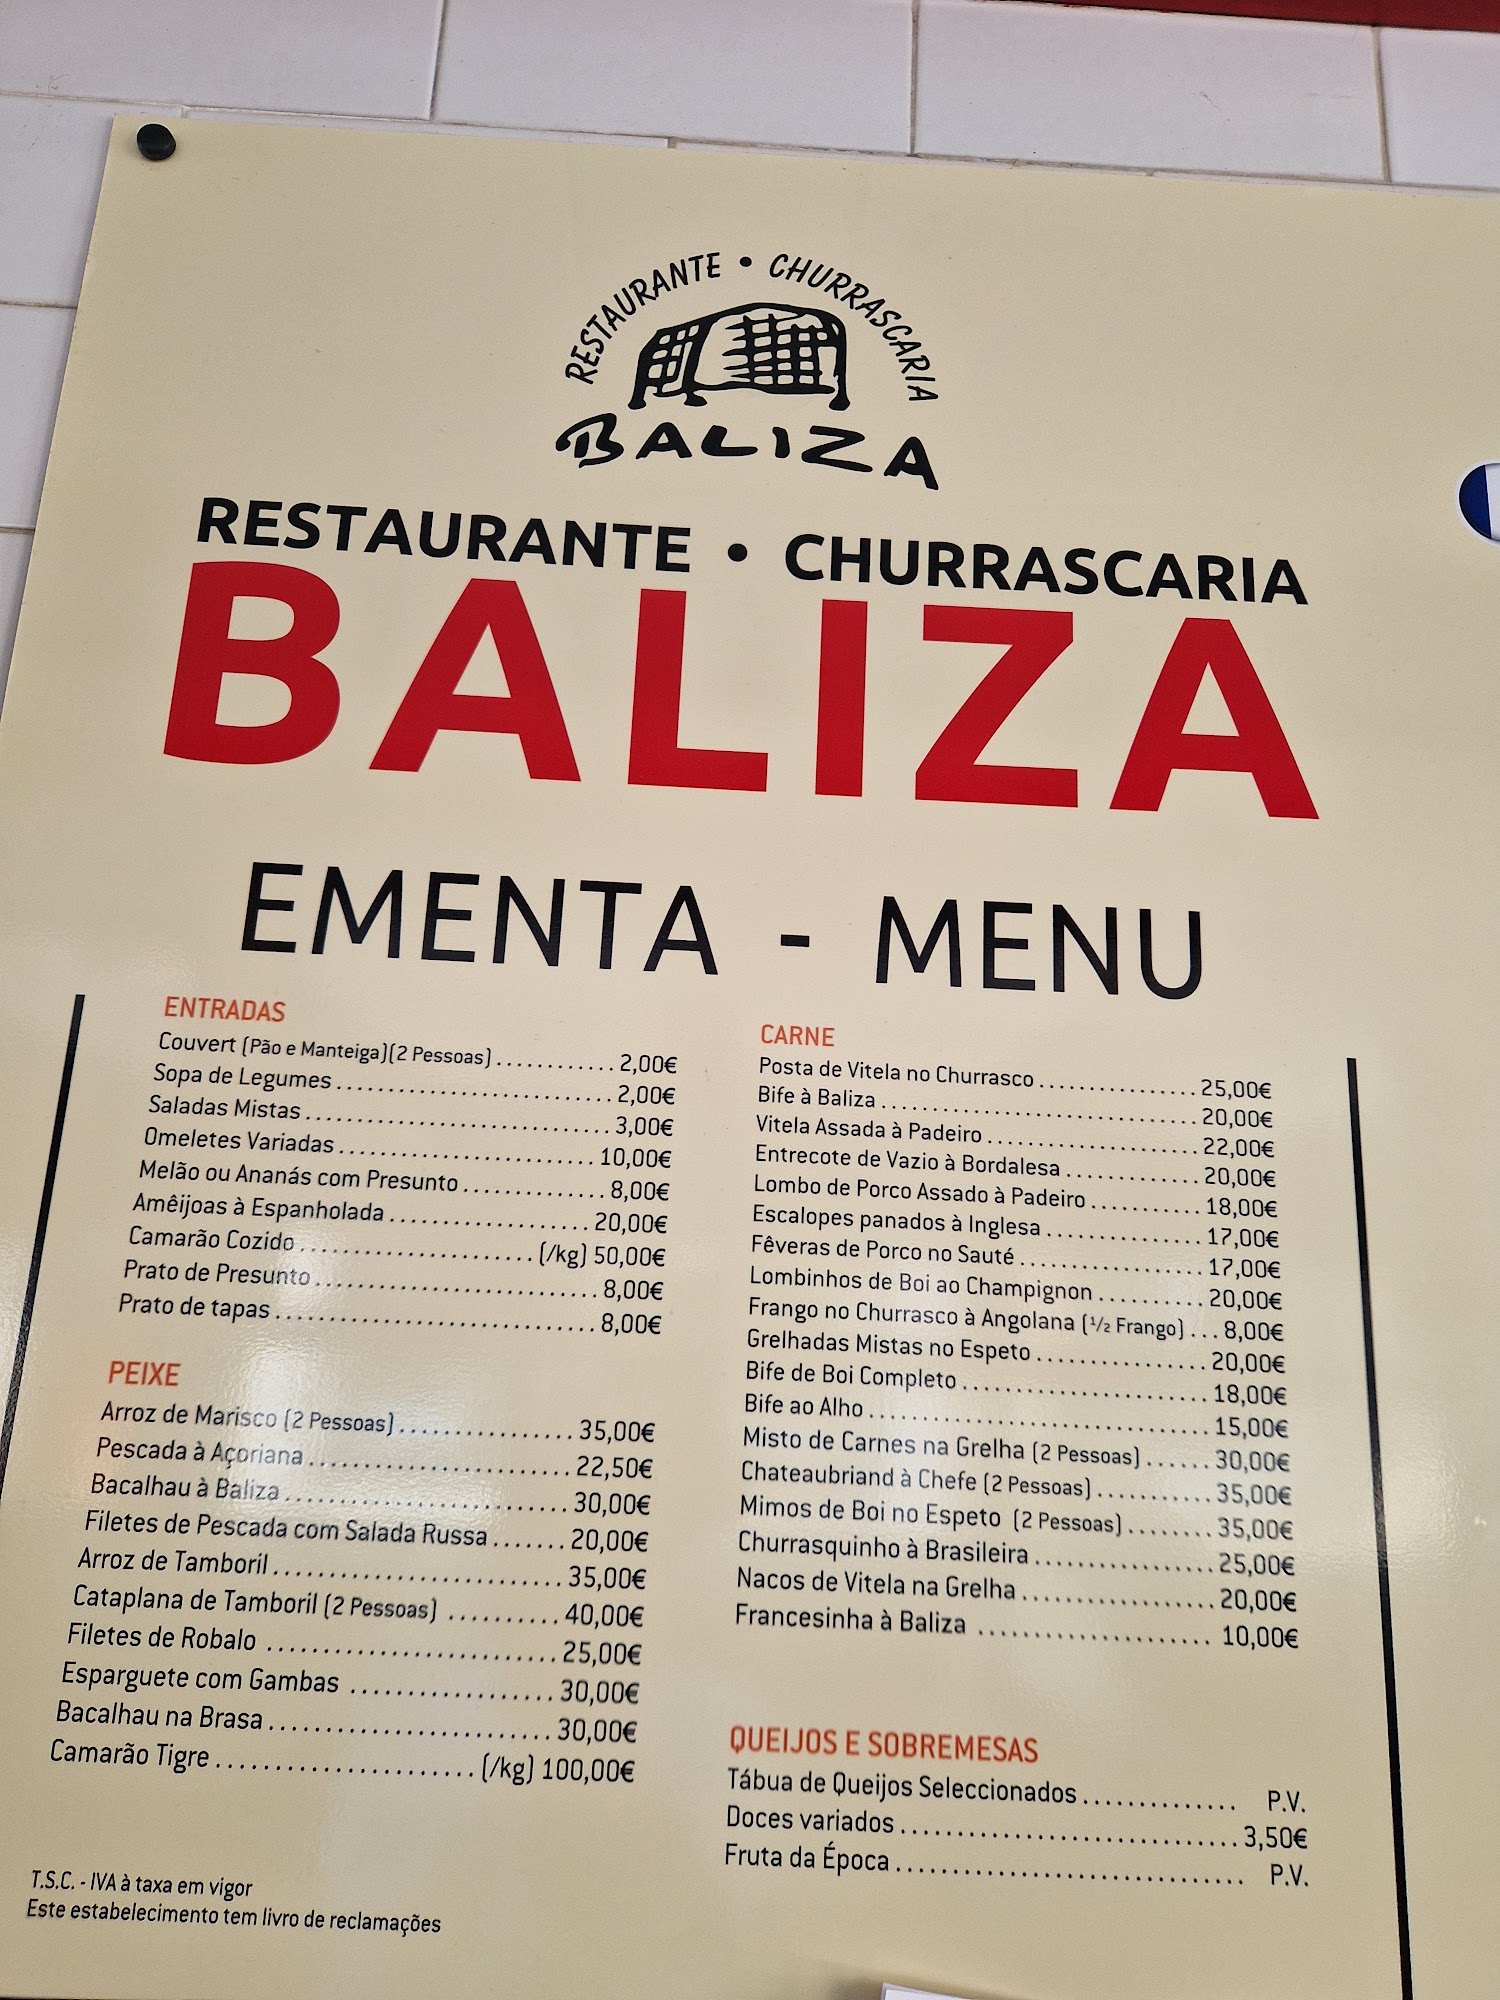 RESTAURANTE • CHURRASCARIA
BALIZA
RESTAURANTE • CHURRASCARIA
BALIZA
EMENTA - MENU
ENTRADAS
Couvert (Pão e Manteiga)(2 Pessoas)............2,00€
Sopa de Legumes..............................2,00€
Saladas Mistas.................................3,00€
Omeletes Variadas............................10,00€
Melão ou Ananás com Presunto..............8,00€
Amêijoas à Espanholada......................20,00€
Camarão Cozido........................(/kg) 50,00€
Prato de Presunto.............................8,00€
Prato de tapas.................................8,00€
PEIXE
Arroz de Marisco (2 Pessoas)..................35,00€
Pescada à Açoriana...........................22,50€
Bacalhau à Baliza.............................30,00€
Filetes de Pescada com Salada Russa.......20,00€
Arroz de Tamboril.............................35,00€
Cataplana de Tamboril (2 Pessoas) ..........40,00€
Filetes de Robalo .............................25,00€
Esparguete com Gambas ....................30,00€
Bacalhau na Brasa.............................30,00€
Camarão Tigre.........................(/kg) 100,00€
T.S.C. - IVA à taxa em vigor
Este estabelecimento tem livro de reclamações
CARNE
Posta de Vitela no Churrasco................25,00€
Bife à Baliza..................................20,00€
Vitela Assada à Padeiro......................22,00€
Entrecote de Vazio à Bordalesa..............20,00€
Lombo de Porco Assado à Padeiro...........18,00€
Escalopes panados à Inglesa................17,00€
Fêveras de Porco no Sauté...................17,00€
Lombinhos de Boi ao Champignon..........20,00€
Frango no Churrasco à Angolana (½ Frango)...8,00€
Grelhadas Mistas no Espeto.................20,00€
Bife de Boi Completo.........................18,00€
Bife ao Alho...................................15,00€
Misto de Carnes na Grelha (2 Pessoas)......30,00€
Chateaubriand à Chefe (2 Pessoas)...........35,00€
Mimos de Boi no Espeto (2 Pessoas)........35,00€
Churrasquinho à Brasileira..................25,00€
Nacos de Vitela na Grelha...................20,00€
Francesinha à Baliza .......................10,00€
QUEIJOS E SOBREMESAS
Tábua de Queijos Seleccionados.............. P.V.
Doces variados.................................3,50€
Fruta da Época................................. P.V.